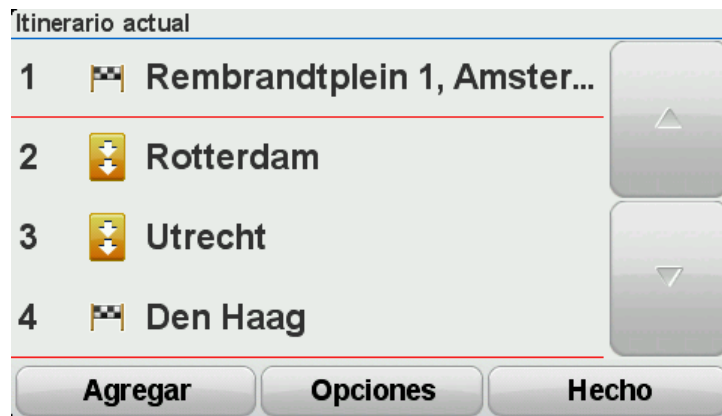 Itinerario actual
1 Rembrandtplein 1, Amster...
2 Rotterdam
3 Utrecht
4 Den Haag
Agregar Opciones Hecho